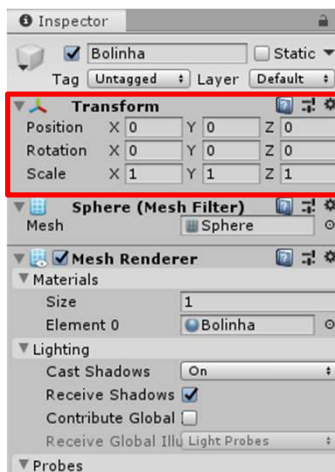 Inspector
Bolinha Static
Tag Untagged Layer Default
Transform
Position X 0 Y 0 Z 0
Rotation X 0 Y 0 Z 0
Scale X 1 Y 1 Z 1
Sphere (Mesh Filter)
Mesh Sphere
Mesh Renderer
Materials
Size 1
Element 0 Bolinha
Lighting
Cast Shadows On
Receive Shadows
Contribute Global
Receive Global Illu Light Probes
Probes